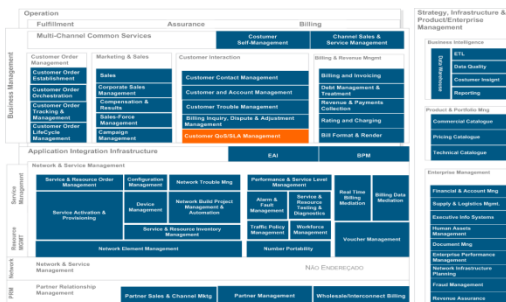 Operation
Fulfillment Assurance Billing
Multi-Channel Common Services
Costumer
Self-Management
Channel Sales &
Service Management
Business Management
Customer Order
Management
Customer Order
Establishment
Customer Order
Orchestration
Customer Order
Tracking &
Management
Customer Order
LifeCycle
Management
Marketing & Sales
Sales
Corporate Sales
Management
Compensation &
Results
Sales-Force
Management
Campaign
Management
Customer Interaction
Customer Contact Management
Customer and Account Management
Customer Trouble Management
Billing Inquiry, Dispute & Adjustment
Management
Customer QoS/SLA Management
Billing & Revenue Mngmt
Billing and Invoicing
Debt Management &
Treatment
Revenue & Payments
Collection
Rating and Charging
Bill Format & Render
Application Integration Infrastructure
EAI
BPM
Network & Service Management
Service
Management
Resource
MGMT
Service & Resource Order
Management
Configuration
Management
Network Trouble Mng
Service Activation &
Provisioning
Device
Management
Network Build Project
Management &
Automation
Service & Resource Inventory
Management
Network Element Management
Performance & Service Level
Management
Alarm &
Fault
Management
Service &
Resource
Testing &
Diagnostics
Traffic Policy
Management
Workforce
Management
Number Portability
Real Time
Billing
Mediation
Billing Data
Mediation
Voucher Management
Network
Network & Service
Management
NÃO ENDEREÇADO
PRM
Partner Relationship
Management
Partner Sales & Channel Mktg
Partner Management
Wholesale/Interconnect Billing
Strategy, Infrastructure &
Product/Enterprise
Management
Business Intelligence
Data Warehouse
ETL
Data Quality
Costumer Insight
Reporting
Product & Portfolio Mng
Commercial Catalogue
Pricing Catalogue
Technical Catalogue
Enterprise Management
Financial & Account Mng
Supply & Logistics Mgmt.
Executive Info Systems
Human Assets
Management
Document Mng
Enterprise Performance
Management
Network Infrastructure
Planning
Fraud Management
Revenue Assurance